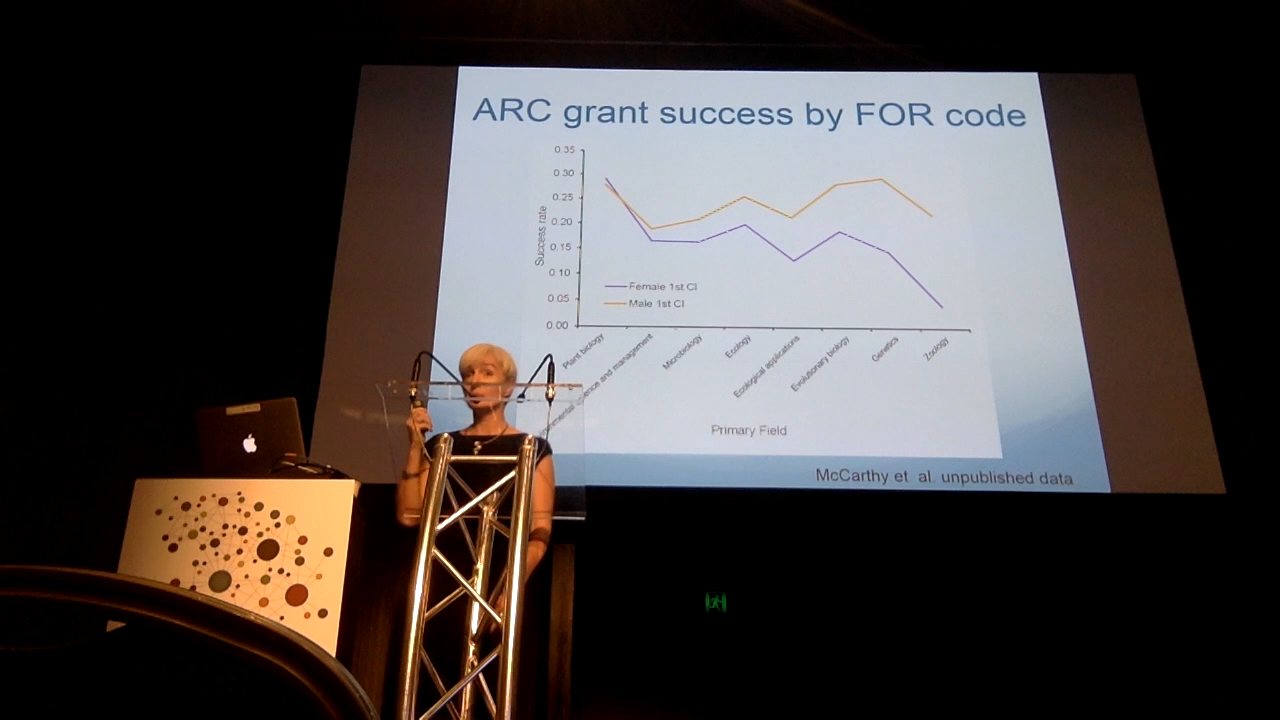 ARC grant success by FOR code
0.35
0.30
0.25
0.20
0.15
0.10
0.05
0.00
Success rate
Female 1st CI
Male 1st CI
Plant biology
science and management
Microbiology
Ecology
Ecological applications
Evolutionary biology
Genetics
Zoology
Primary Field
McCarthy et al. unpublished data